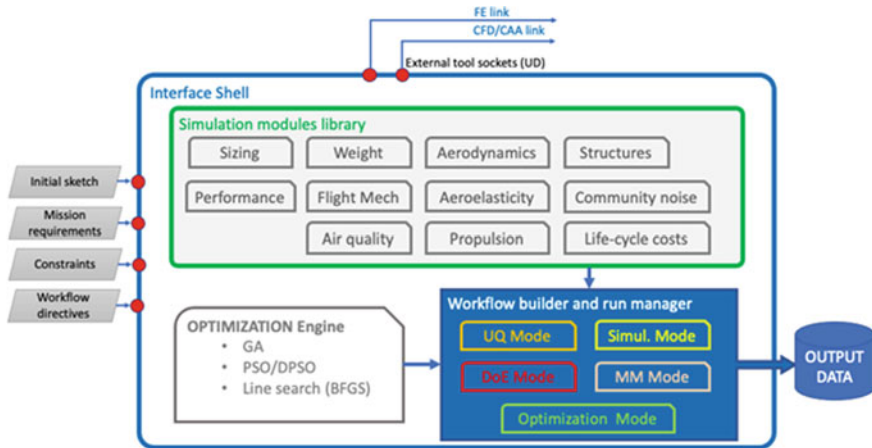 FE link
CFD/CAA link
External tool sockets (UD)
Interface Shell
Simulation modules library
Sizing
Weight
Aerodynamics
Structures
Performance
Flight Mech
Aeroelasticity
Community noise
Air quality
Propulsion
Life-cycle costs
Initial sketch
Mission
requirements
Constraints
Workflow
directives
OPTIMIZATION Engine
• GA
• PSO/DPSO
• Line search (BFGS)
Workflow builder and run manager
UQ Mode
Simul. Mode
DoE Mode
MM Mode
Optimization Mode
OUTPUT
DATA